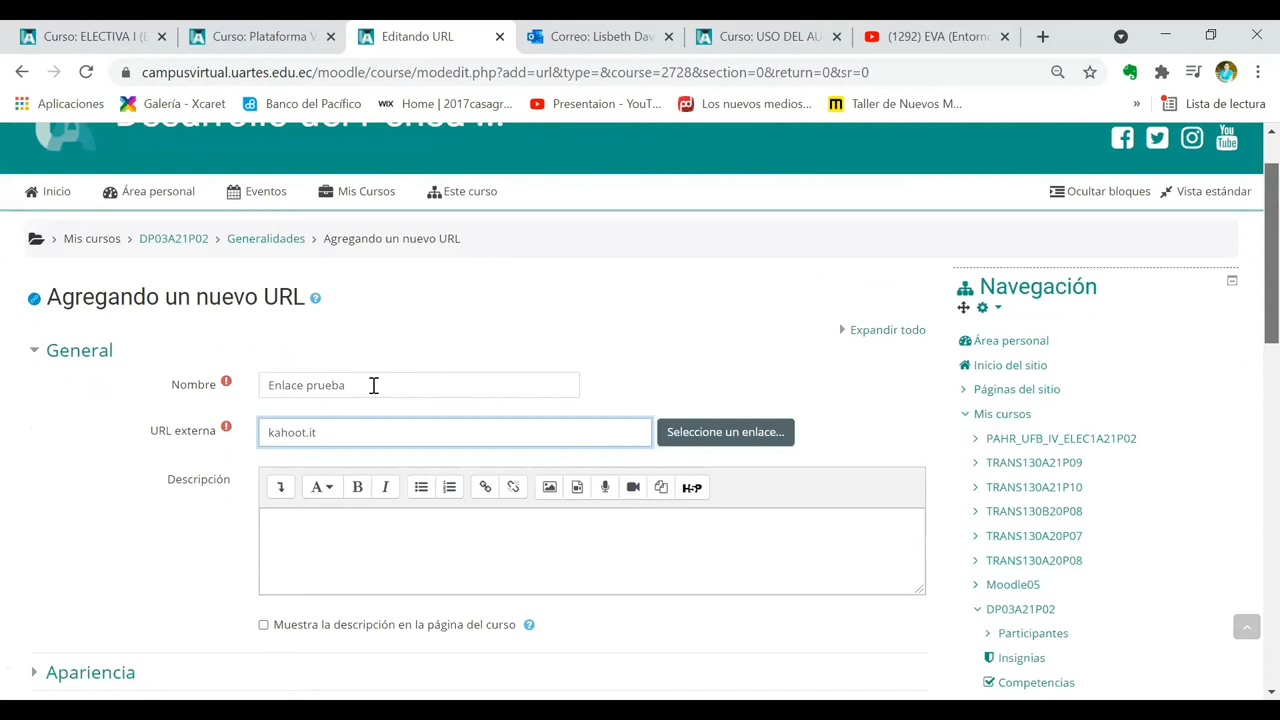 Curso: ELECTIVA I (E
Curso: Plataforma V
Editando URL
Correo: Lisbeth Dav
Curso: USO DEL AU
(1292) EVA (Entorn
campusvirtual.uartes.edu.ec/moodle/course/modedit.php?add=url&type=&course=2728&section=0&return=0&sr=0
Aplicaciones
Galería - Xcaret
Banco del Pacífico
WIX Home | 2017casagr...
Presentaion - YouT...
Los nuevos medios...
Taller de Nuevos M...
»
Lista de lectura
You Tube
Inicio
Área personal
Eventos
Mis Cursos
Este curso
Ocultar bloques
Vista estándar
Mis cursos > DP03A21P02 > Generalidades > Agregando un nuevo URL
Agregando un nuevo URL
Expandir todo
General
Nombre
Enlace prueba
URL externa
kahoot.it
Seleccione un enlace...
Descripción
A B I H-P
Muestra la descripción en la página del curso
Apariencia
Navegación
Área personal
Inicio del sitio
Páginas del sitio
Mis cursos
PAHR_UFB_IV_ELEC1A21P02
TRANS130A21P09
TRANS130A21P10
TRANS130B20P08
TRANS130A20P07
TRANS130A20P08
Moodle05
DP03A21P02
Participantes
Insignias
Competencias